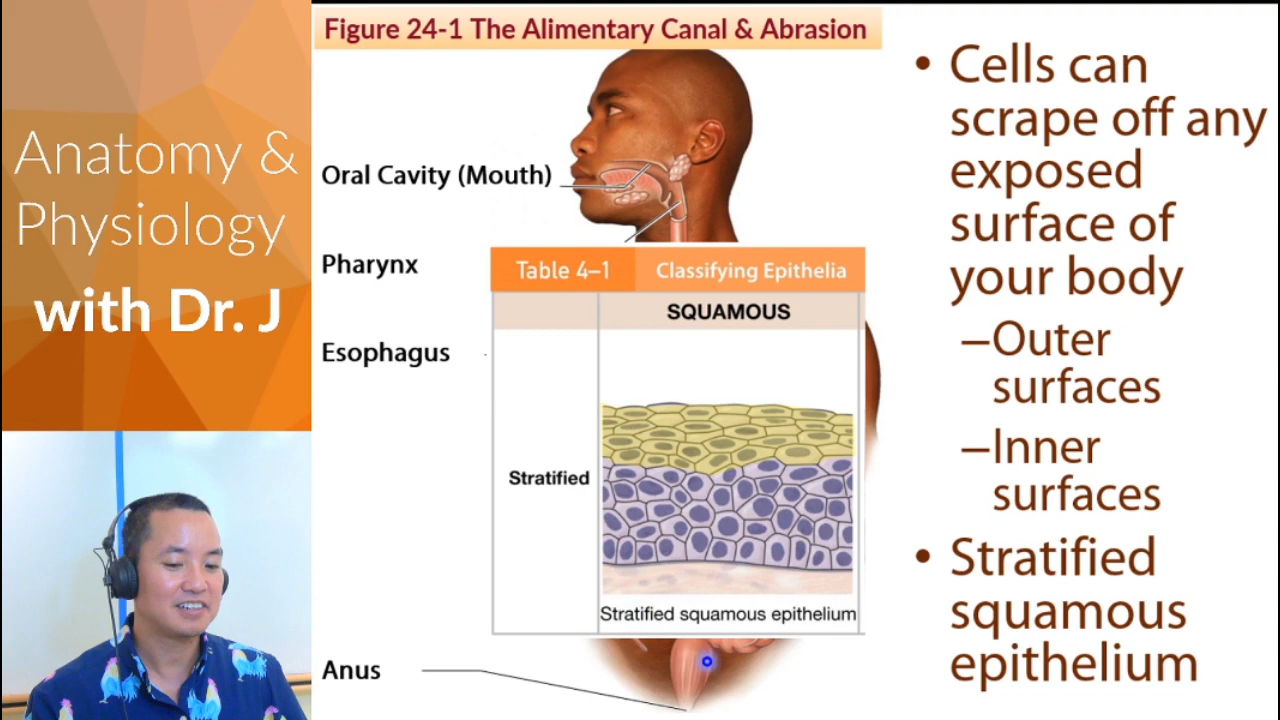 Anatomy &
Physiology
with Dr. J
Figure 24-1 The Alimentary Canal & Abrasion
Oral Cavity (Mouth)
Pharynx
Esophagus
Anus
Table 4–1 Classifying Epithelia
SQUAMOUS
Stratified
Stratified squamous epithelium
• Cells can
scrape off any
exposed
surface of
your body
–Outer
surfaces
–Inner
surfaces
• Stratified
squamous
epithelium